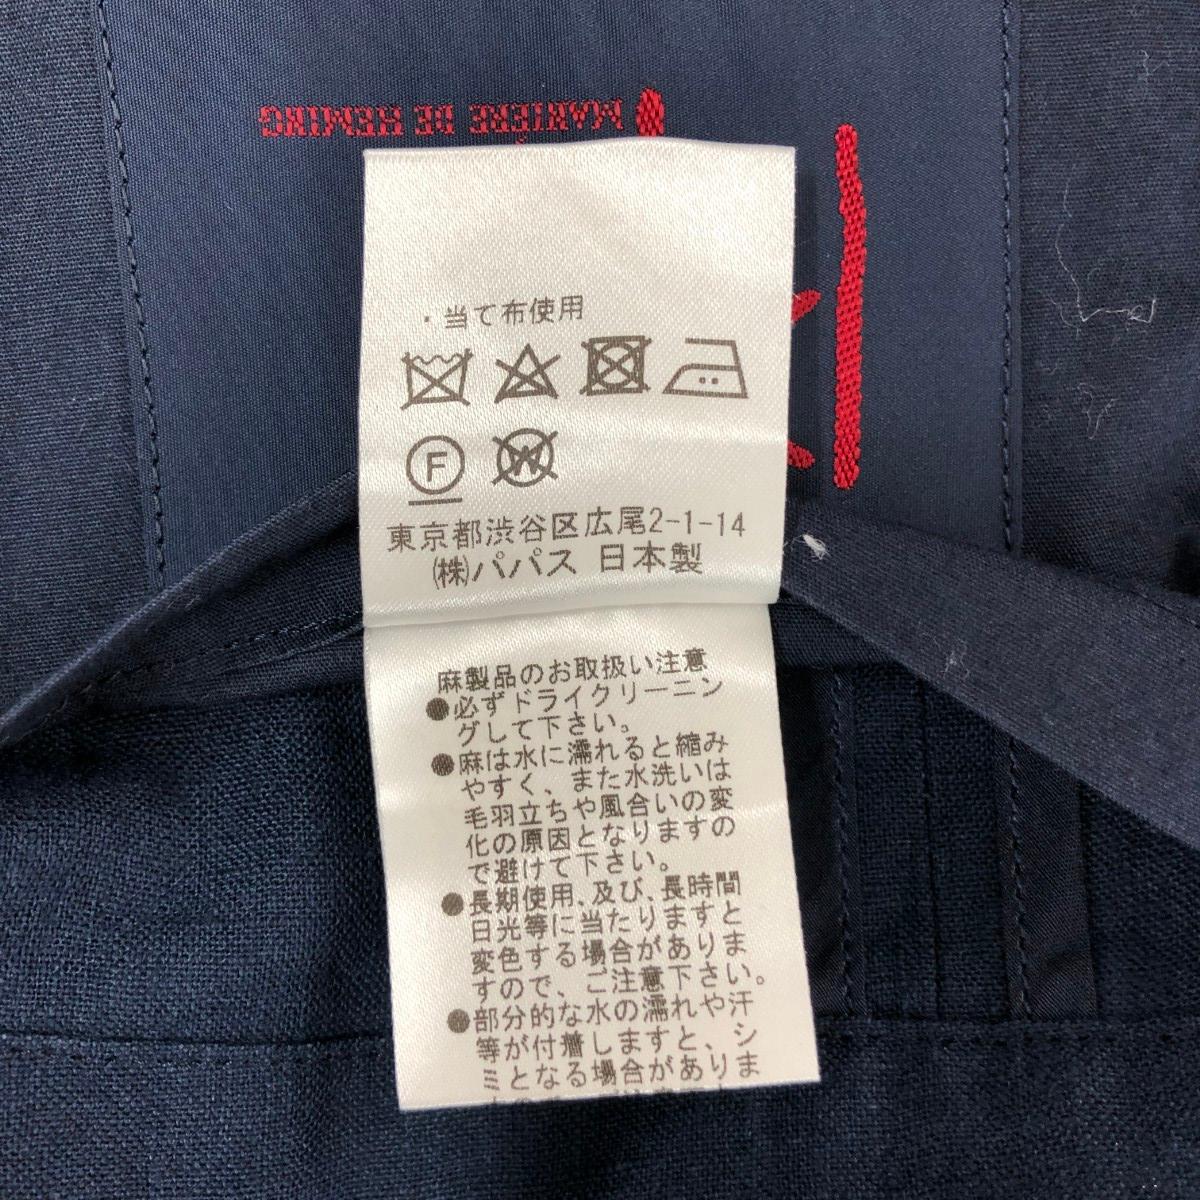 MARIÈRE DE HEMING
・当て布使用
F
W
東京都渋谷区広尾2-1-14
(株)パパス 日本製
麻製品のお取扱い注意
●必ずドライクリーニン
グして下さい。
●麻は水に濡れると縮み
やすく、また水洗いは
毛羽立ちや風合いの変
化の原因となりますの
で避けて下さい。
●長期使用、及び、長時間
日光等に当たりますと
変色する場合がありま
すので、ご注意下さい。
●部分的な水の濡れや汗
等が付着しますと、シ
ミとなる場合がありま